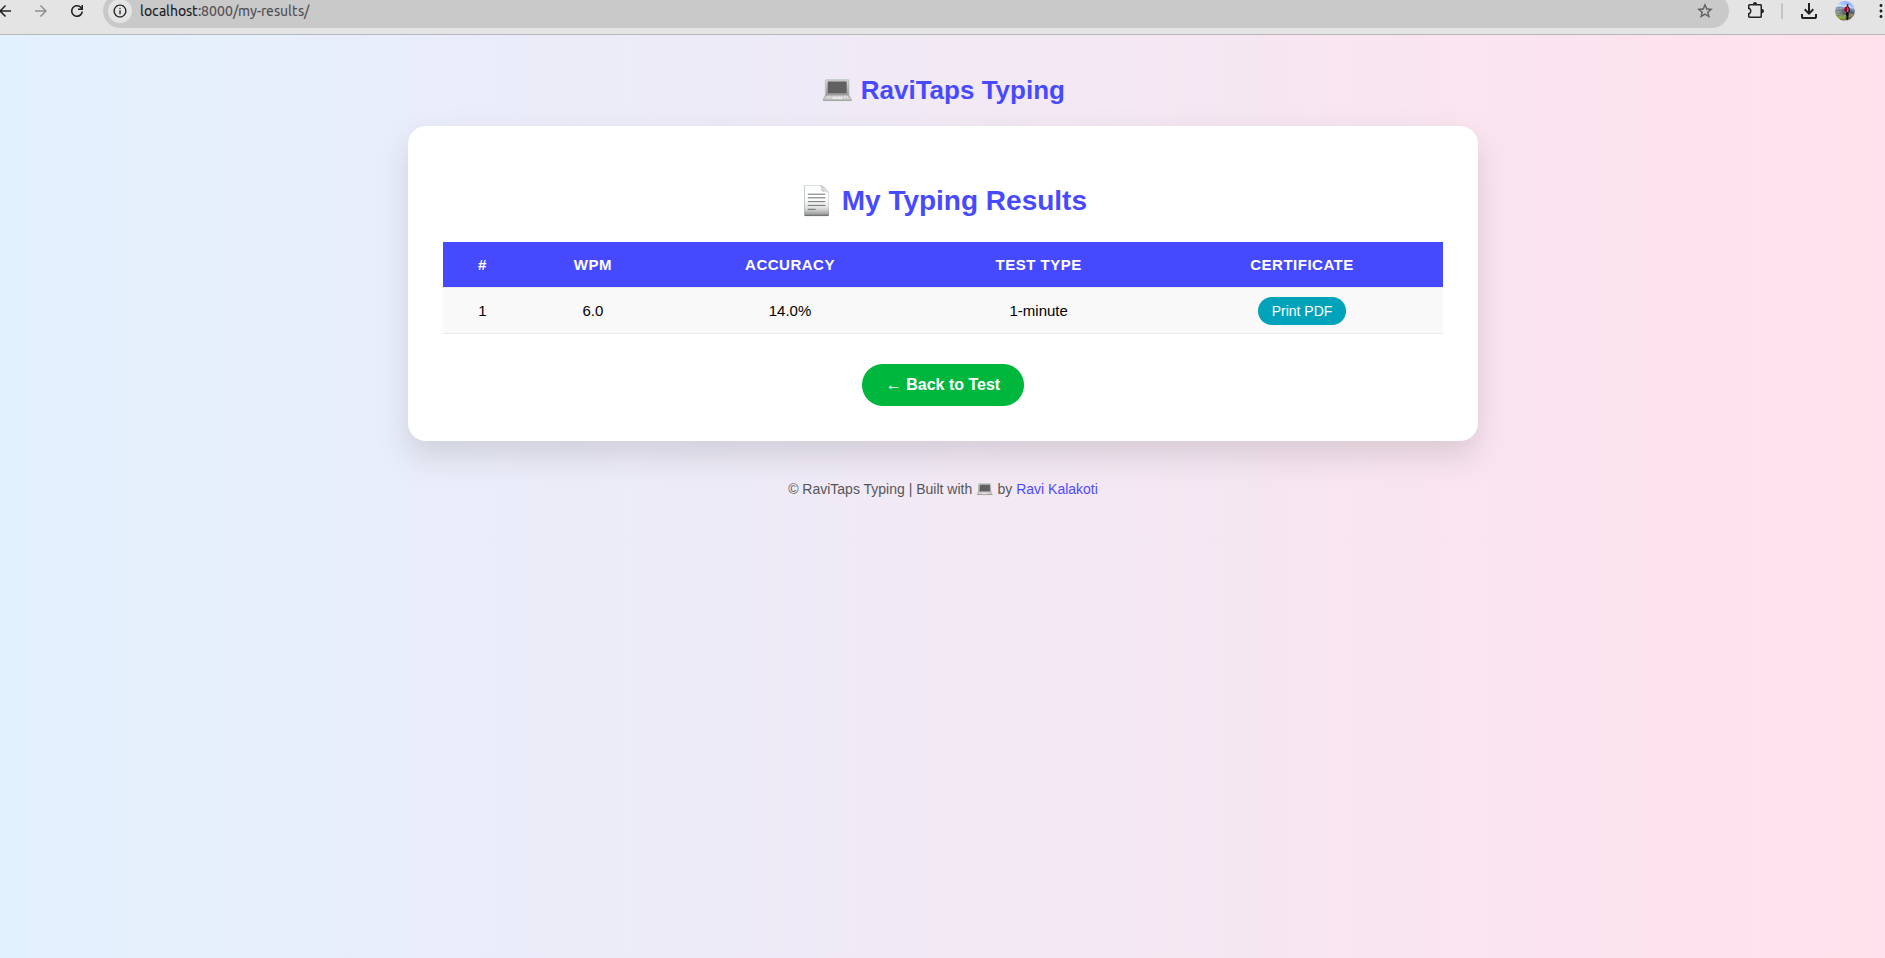 localhost:8000/my-results/
RaviTaps Typing
My Typing Results
# WPM ACCURACY TEST TYPE CERTIFICATE
1 6.0 14.0% 1-minute Print PDF
← Back to Test
© RaviTaps Typing | Built with 💻 by Ravi Kalakoti